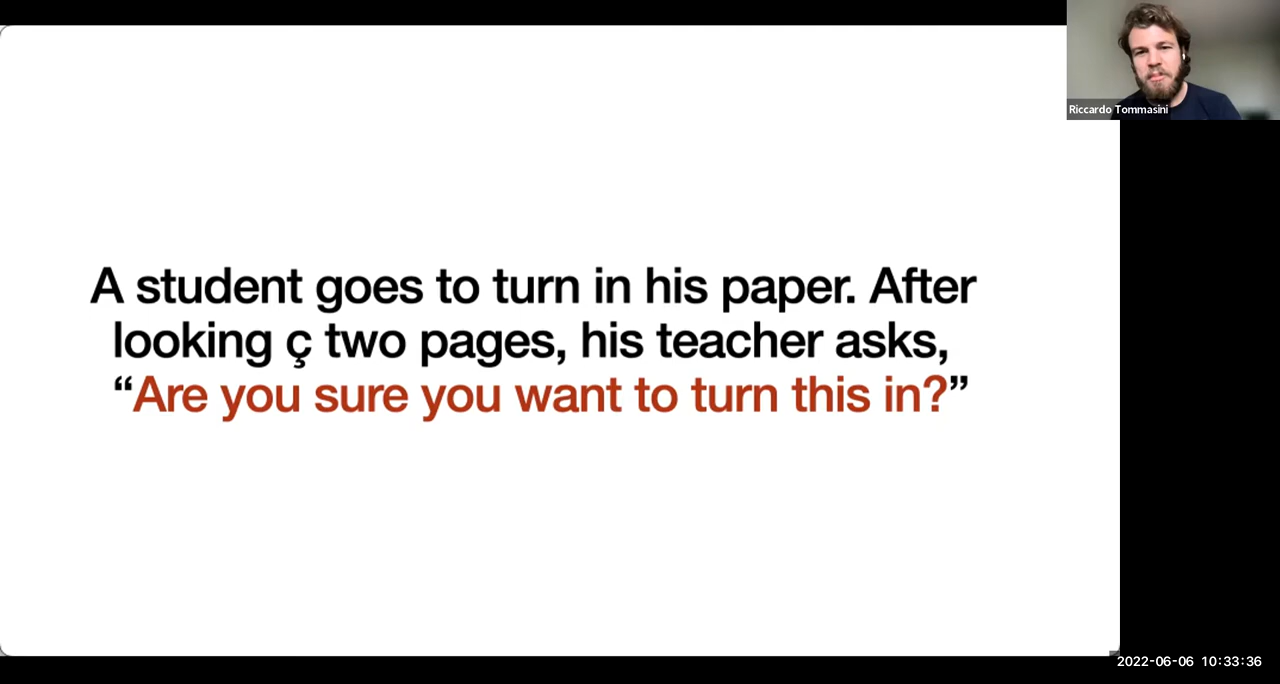 Riccardo Tommasini
A student goes to turn in his paper. After
looking ç two pages, his teacher asks,
“Are you sure you want to turn this in?”
2022-06-06 10:33:36